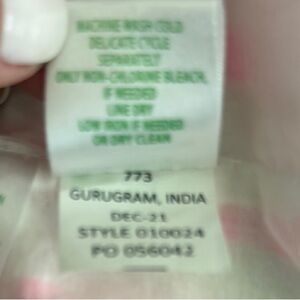 MACHINE WASH COLD
DELICATE CYCLE
SEPARATELY
ONLY NON-CHLORINE BLEACH,
IF NEEDED
LINE DRY
LOW IRON IF NEEDED
OR DRY CLEAN
773
GURUGRAM, INDIA
DEC-21
STYLE 010024
PO 056042